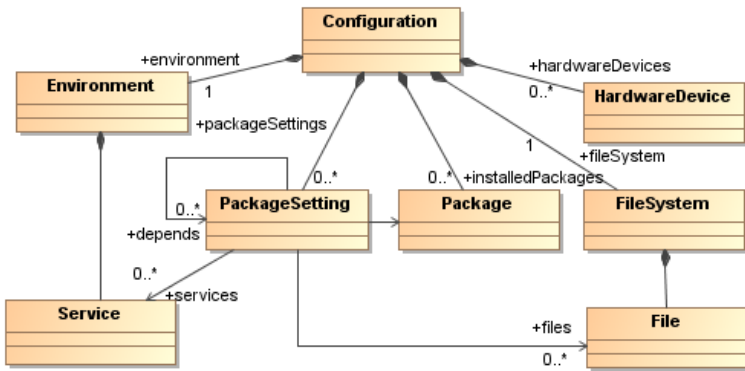 Configuration
+environment
+hardwareDevices
Environment
1
0..*
HardwareDevice
+packageSettings
1
+fileSystem
0..*
0..*
+installedPackages
0..*
PackageSetting
Package
FileSystem
+depends
0..*
+services
Service
+files
File
0..*